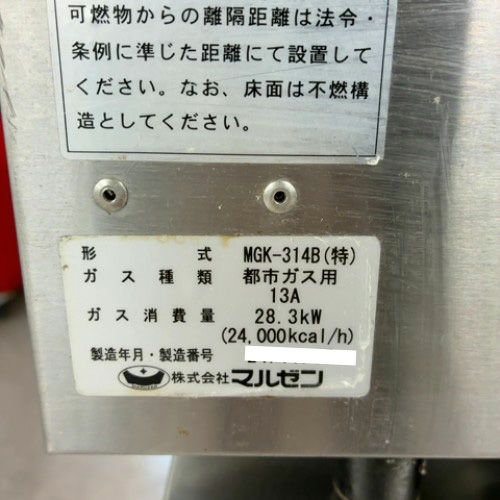 可燃物からの離隔距離は法令・
条例に準じた距離にて設置して
ください。なお、床面は不燃構
造としてください。
形 式 MGK-314B(特)
ガス種類 都市ガス用
13A
ガス消費量 28.3kW
(24,000kcal/h)
製造年月・製造番号
株式会社マルゼン